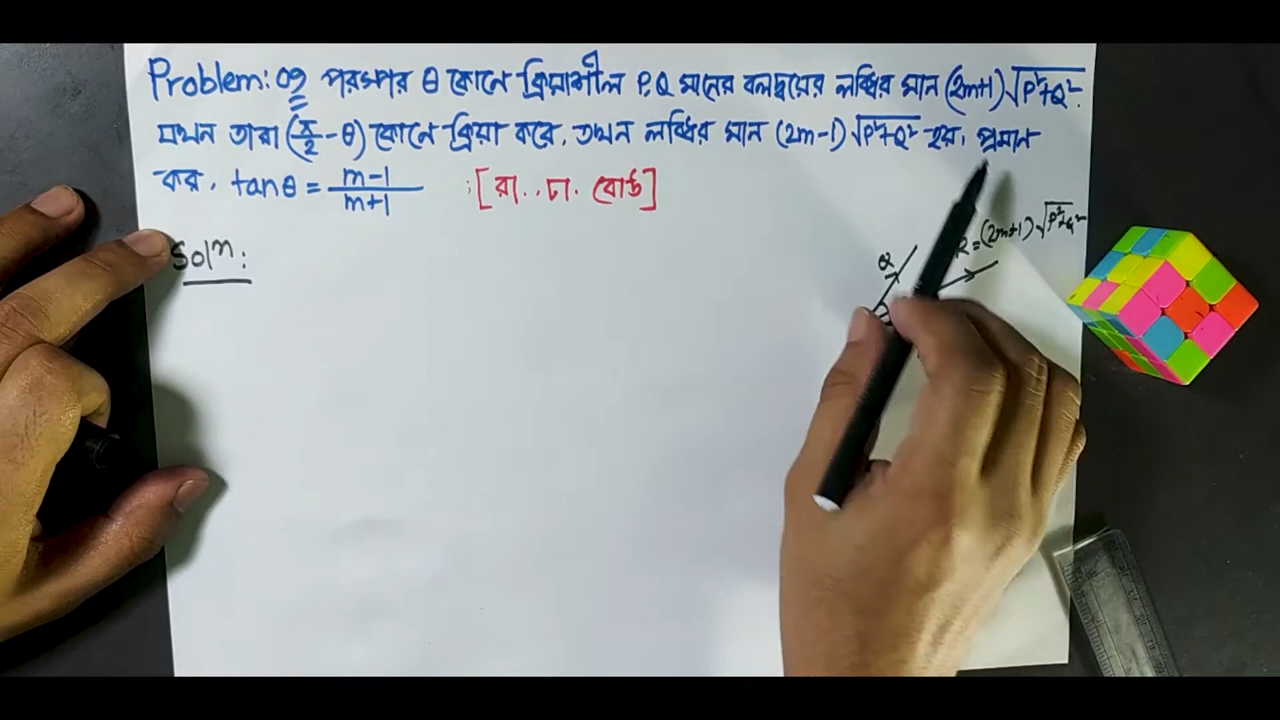 Problem: 09 পরস্পর θ কোনে ক্রিয়াশীল P,Q মানের বলদ্বয়ের লব্ধির মান (2m+1)√P²+Q².
যখন তারা (π/2-θ) কোনে ক্রিয়া করে, তখন লব্ধির মান (2m-1)√P²+Q² হয়। প্রমান
কর, tanθ = m-1/m+1 [রা., ঢা. বোর্ড]
Solⁿ:
R=(2m+1)√P²+Q²
Q